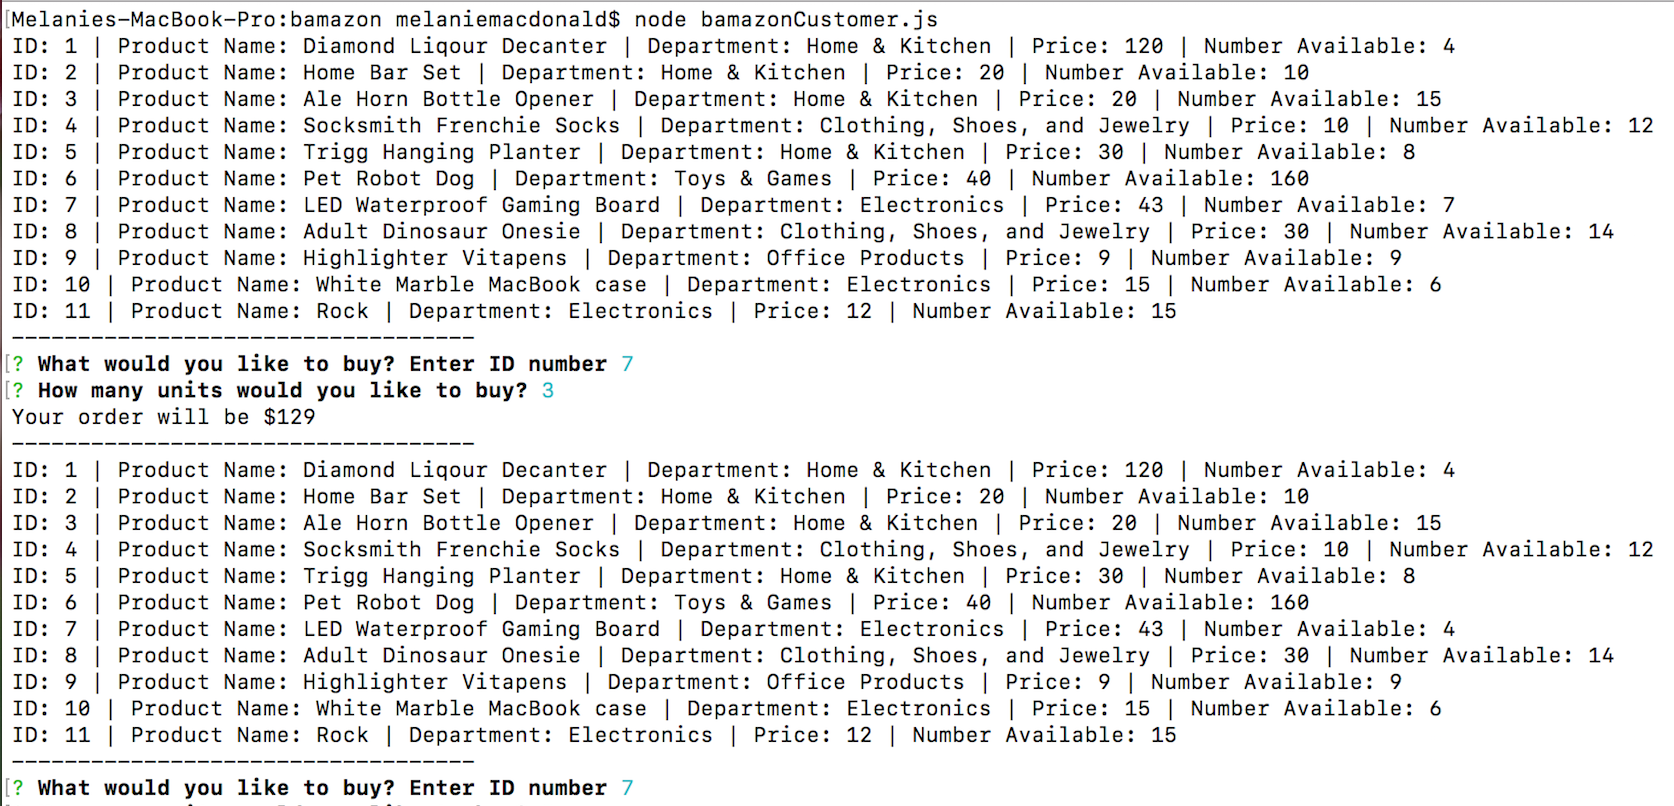 [Melanies-MacBook-Pro:bamazon melaniemacdonald$ node bamazonCustomer.js
ID: 1 | Product Name: Diamond Liqour Decanter | Department: Home & Kitchen | Price: 120 | Number Available: 4
ID: 2 | Product Name: Home Bar Set | Department: Home & Kitchen | Price: 20 | Number Available: 10
ID: 3 | Product Name: Ale Horn Bottle Opener | Department: Home & Kitchen | Price: 20 | Number Available: 15
ID: 4 | Product Name: Socksmith Frenchie Socks | Department: Clothing, Shoes, and Jewelry | Price: 10 | Number Available: 12
ID: 5 | Product Name: Trigg Hanging Planter | Department: Home & Kitchen | Price: 30 | Number Available: 8
ID: 6 | Product Name: Pet Robot Dog | Department: Toys & Games | Price: 40 | Number Available: 160
ID: 7 | Product Name: LED Waterproof Gaming Board | Department: Electronics | Price: 43 | Number Available: 7
ID: 8 | Product Name: Adult Dinosaur Onesie | Department: Clothing, Shoes, and Jewelry | Price: 30 | Number Available: 14
ID: 9 | Product Name: Highlighter Vitapens | Department: Office Products | Price: 9 | Number Available: 9
ID: 10 | Product Name: White Marble MacBook case | Department: Electronics | Price: 15 | Number Available: 6
ID: 11 | Product Name: Rock | Department: Electronics | Price: 12 | Number Available: 15
-----------------------------------
[? What would you like to buy? Enter ID number 7
[? How many units would you like to buy? 3
Your order will be $129
-----------------------------------
ID: 1 | Product Name: Diamond Liqour Decanter | Department: Home & Kitchen | Price: 120 | Number Available: 4
ID: 2 | Product Name: Home Bar Set | Department: Home & Kitchen | Price: 20 | Number Available: 10
ID: 3 | Product Name: Ale Horn Bottle Opener | Department: Home & Kitchen | Price: 20 | Number Available: 15
ID: 4 | Product Name: Socksmith Frenchie Socks | Department: Clothing, Shoes, and Jewelry | Price: 10 | Number Available: 12
ID: 5 | Product Name: Trigg Hanging Planter | Department: Home & Kitchen | Price: 30 | Number Available: 8
ID: 6 | Product Name: Pet Robot Dog | Department: Toys & Games | Price: 40 | Number Available: 160
ID: 7 | Product Name: LED Waterproof Gaming Board | Department: Electronics | Price: 43 | Number Available: 4
ID: 8 | Product Name: Adult Dinosaur Onesie | Department: Clothing, Shoes, and Jewelry | Price: 30 | Number Available: 14
ID: 9 | Product Name: Highlighter Vitapens | Department: Office Products | Price: 9 | Number Available: 9
ID: 10 | Product Name: White Marble MacBook case | Department: Electronics | Price: 15 | Number Available: 6
ID: 11 | Product Name: Rock | Department: Electronics | Price: 12 | Number Available: 15
-----------------------------------
[? What would you like to buy? Enter ID number 7